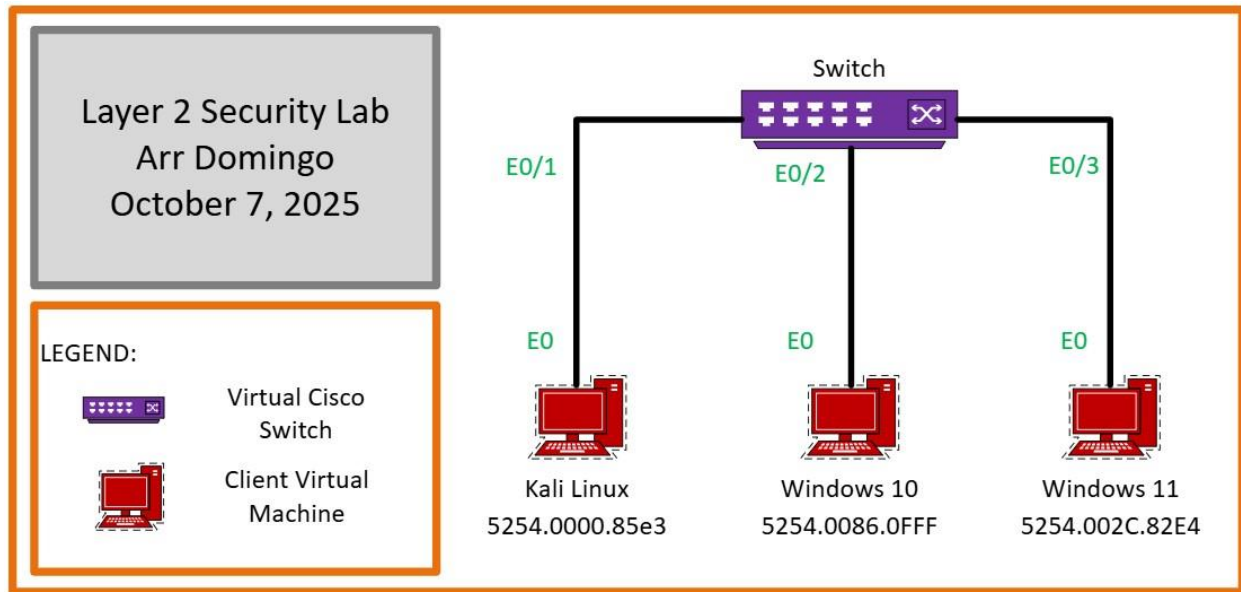 Layer 2 Security Lab
Arr Domingo
October 7, 2025
LEGEND:
Virtual Cisco
Switch
Client Virtual
Machine
Switch
E0/1
E0/2
E0/3
E0
E0
E0
Kali Linux
5254.0000.85e3
Windows 10
5254.0086.0FFF
Windows 11
5254.002C.82E4